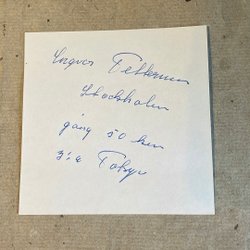 Ingvar Pettersson
Stockholm
gång 50 km
3:a Tokyo